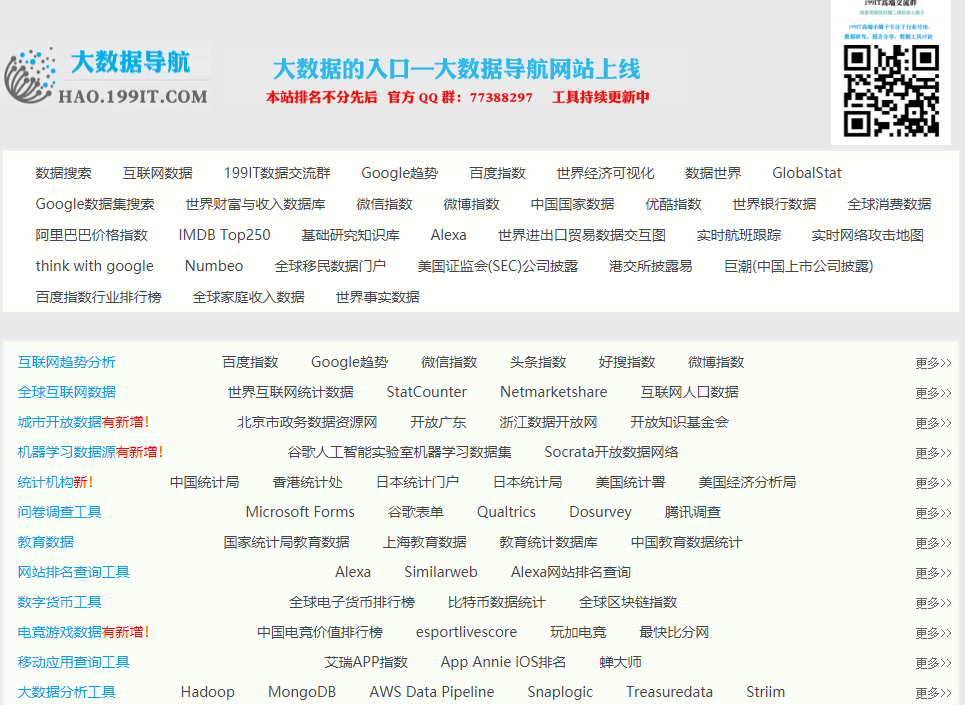 199IT高端交流群
199IT高端小圈子专注于行业讨论、
数据研究、报告分享、数据工具讨论
大数据导航
HAO.199IT.COM
大数据的入口—大数据导航网站上线
本站排名不分先后 官方 QQ 群：77388297 工具持续更新中
数据搜索 互联网数据 199IT数据交流群 Google趋势 百度指数 世界经济可视化 数据世界 GlobalStat
Google数据集搜索 世界财富与收入数据库 微信指数 微博指数 中国国家数据 优酷指数 世界银行数据 全球消费数据
阿里巴巴价格指数 IMDB Top250 基础研究知识库 Alexa 世界进出口贸易数据交互图 实时航班跟踪 实时网络攻击地图
think with google Numbeo 全球移民数据门户 美国证监会(SEC)公司披露 港交所披露易 巨潮(中国上市公司披露)
百度指数行业排行榜 全球家庭收入数据 世界事实数据
互联网趋势分析 百度指数 Google趋势 微信指数 头条指数 好搜指数 微博指数 更多>>
全球互联网数据 世界互联网统计数据 StatCounter Netmarketshare 互联网人口数据 更多>>
城市开放数据有新增！ 北京市政务数据资源网 开放广东 浙江数据开放网 开放知识基金会 更多>>
机器学习数据源有新增！ 谷歌人工智能实验室机器学习数据集 Socrata开放数据网络 更多>>
统计机构新！ 中国统计局 香港统计处 日本统计门户 日本统计局 美国统计署 美国经济分析局 更多>>
问卷调查工具 Microsoft Forms 谷歌表单 Qualtrics Dosurvey 腾讯调查 更多>>
教育数据 国家统计局教育数据 上海教育数据 教育统计数据库 中国教育数据统计 更多>>
网站排名查询工具 Alexa Similarweb Alexa网站排名查询 更多>>
数字货币工具 全球电子货币排行榜 比特币数据统计 全球区块链指数 更多>>
电竞游戏数据有新增！ 中国电竞价值排行榜 esportlivescore 玩加电竞 最快比分网 更多>>
移动应用查询工具 艾瑞APP指数 App Annie iOS排名 蝉大师 更多>>
大数据分析工具 Hadoop MongoDB AWS Data Pipeline Snaplogic Treasuredata Striim 更多>>